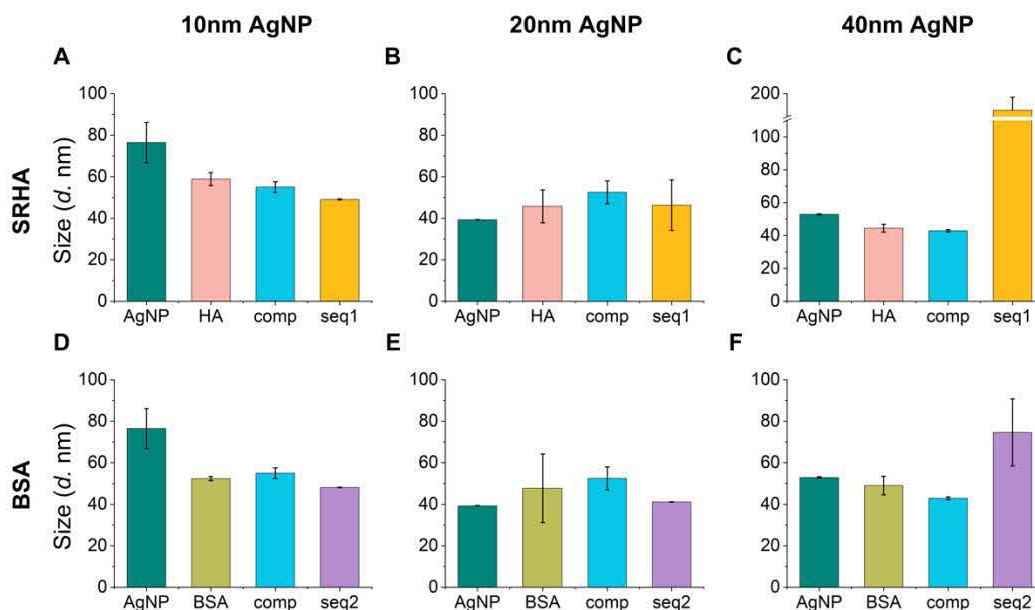 10nm AgNP 20nm AgNP 40nm AgNP
A B C
SRHA
Size (d. nm)
100 80 60 40 20 0
100 80 60 40 20 0
200 100 80 60 40 20 0
AgNP HA comp seq1
AgNP HA comp seq1
AgNP HA comp seq1
D E F
BSA
Size (d. nm)
100 80 60 40 20 0
100 80 60 40 20 0
100 80 60 40 20 0
AgNP BSA comp seq2
AgNP BSA comp seq2
AgNP BSA comp seq2